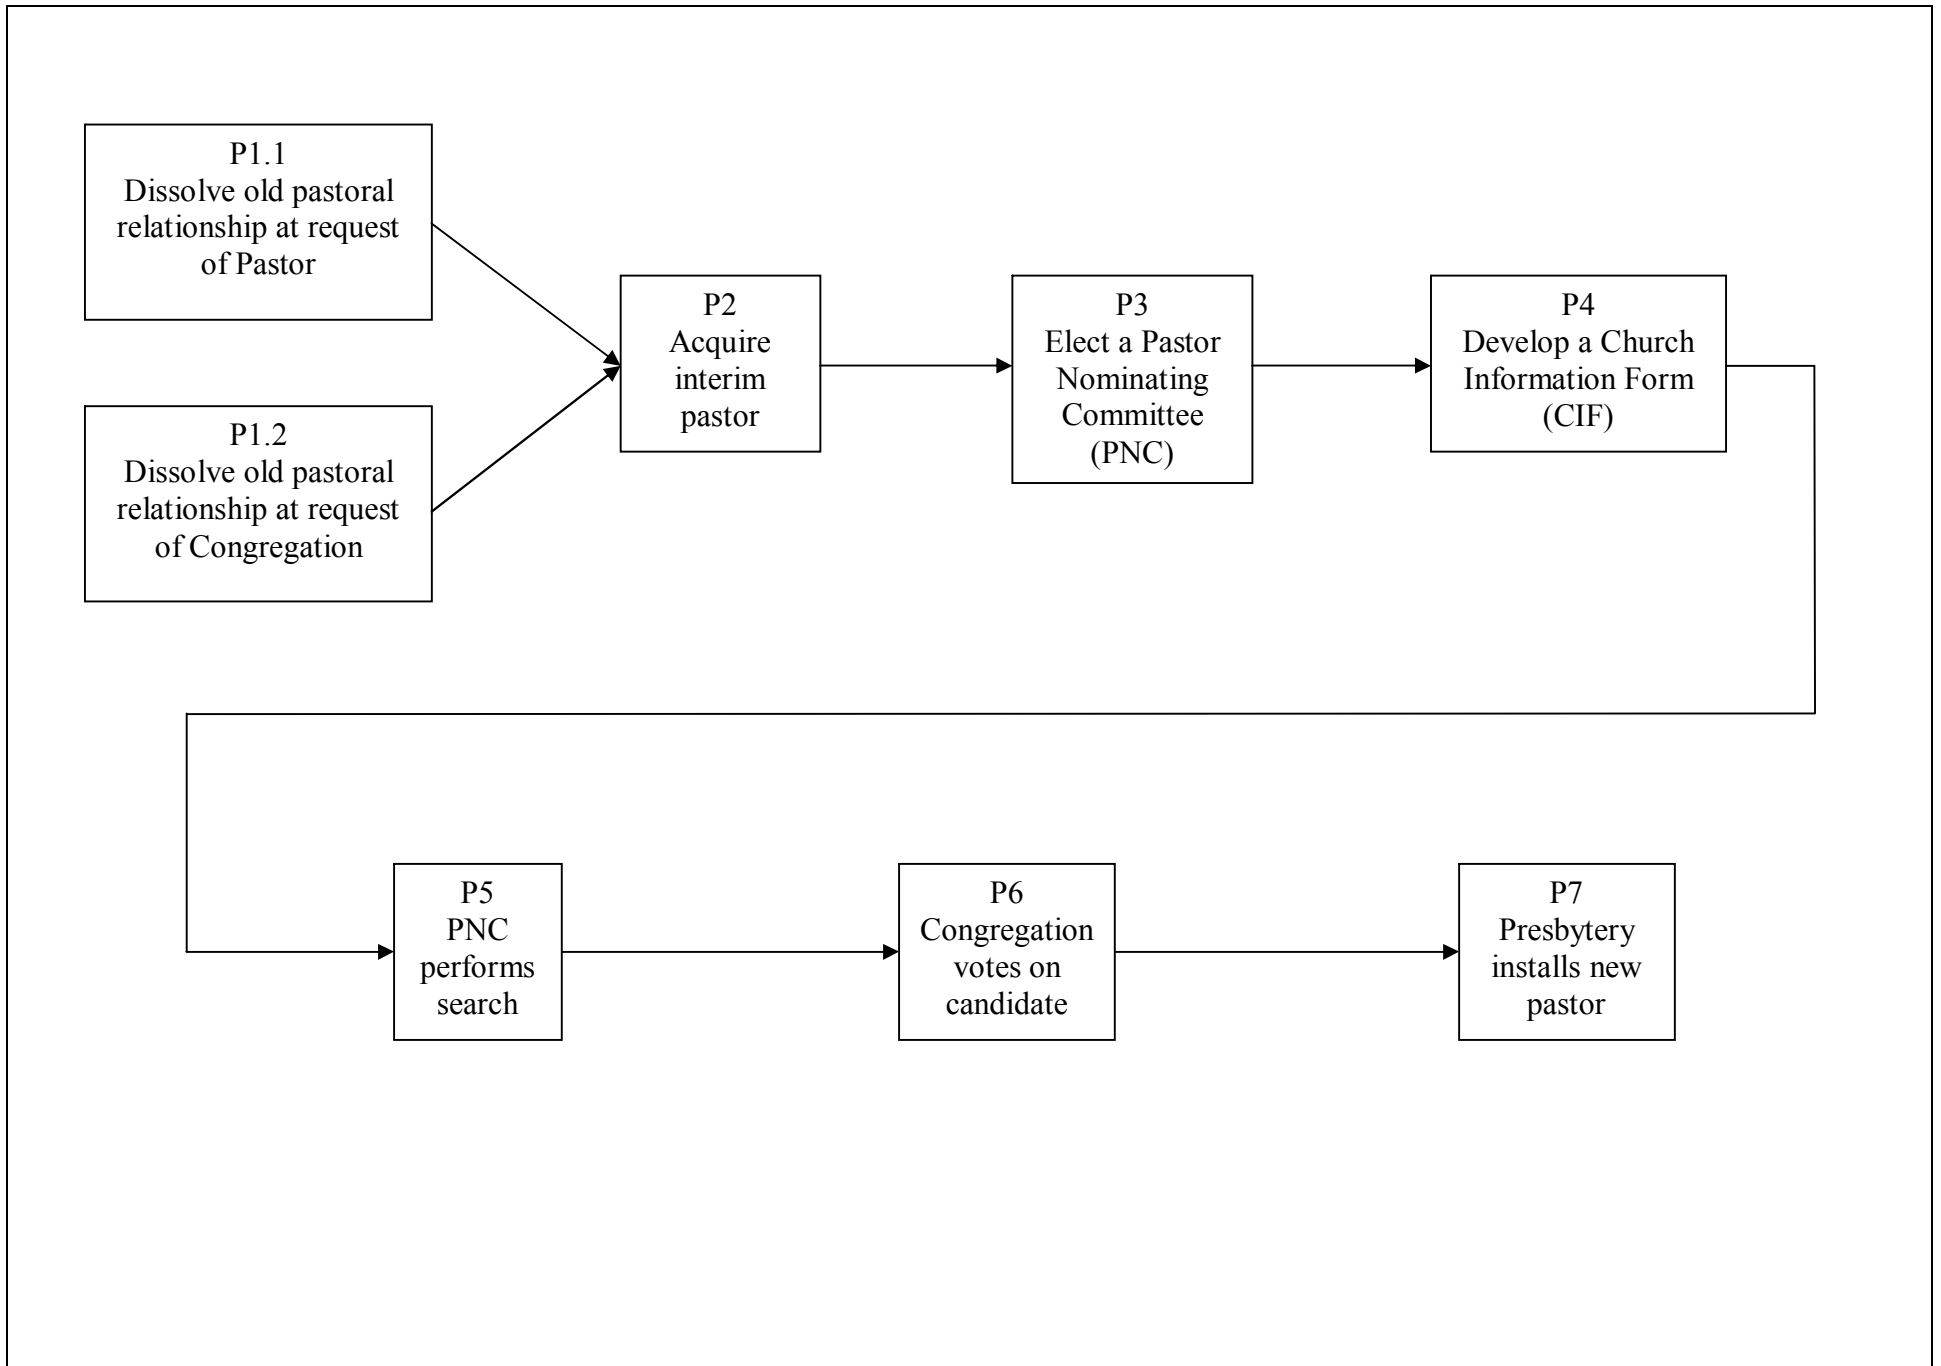 P1.1
Dissolve old pastoral
relationship at request
of Pastor
P1.2
Dissolve old pastoral
relationship at request
of Congregation
P2
Acquire
interim
pastor
P3
Elect a Pastor
Nominating
Committee
(PNC)
P4
Develop a Church
Information Form
(CIF)
P5
PNC
performs
search
P6
Congregation
votes on
candidate
P7
Presbytery
installs new
pastor